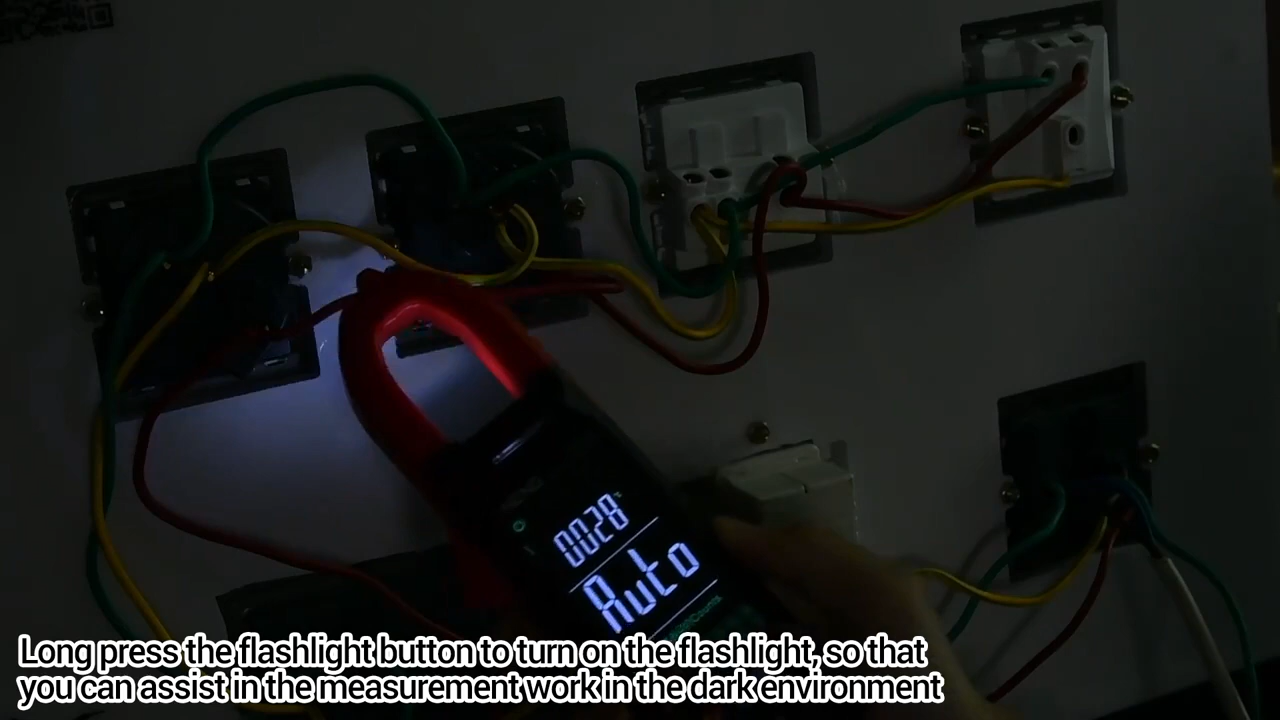 0028
Auto
Counts
Long press the flashlight button to turn on the flashlight, so that
you can assist in the measurement work in the dark environment